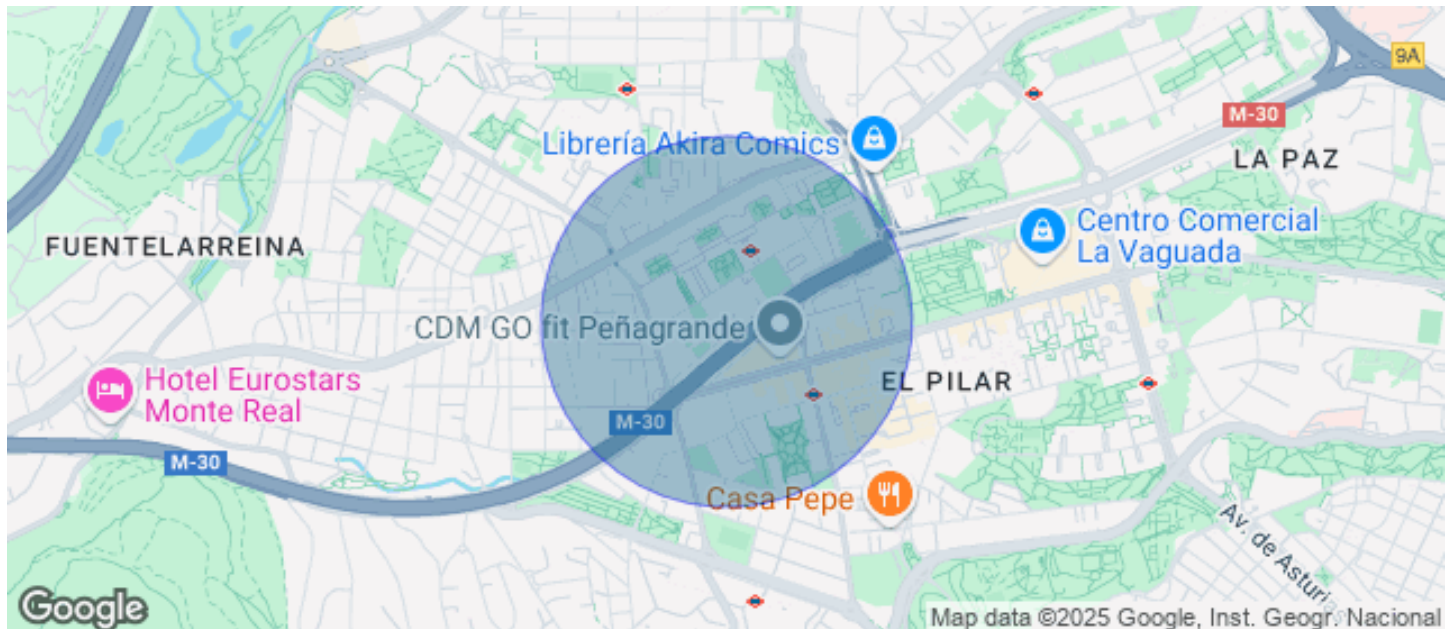 9A
M-30
Librería Akira Comics
LA PAZ
Centro Comercial
La Vaguada
FUENTELARREINA
CDM GO fit Peñagrande
EL PILAR
Hotel Eurostars
Monte Real
M-30
M-30
Casa Pepe
Av. de Asturias
Google
Map data ©2025 Google, Inst. Geogr. Nacional